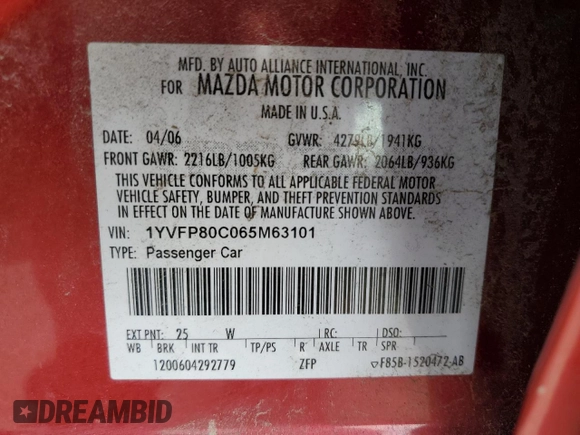 MFD. BY AUTO ALLIANCE INTERNATIONAL, INC.
FOR MAZDA MOTOR CORPORATION
MADE IN U.S.A.
DATE: 04/06 GVWR: 4279LB/1941KG
FRONT GAWR: 2216LB/1005KG REAR GAWR: 2064LB/936KG
THIS VEHICLE CONFORMS TO ALL APPLICABLE FEDERAL MOTOR
VEHICLE SAFETY, BUMPER, AND THEFT PREVENTION STANDARDS
IN EFFECT ON THE DATE OF MANUFACTURE SHOWN ABOVE.
VIN: 1YVFP80C065M63101
TYPE: Passenger Car
EXT PNT: 25 W RC: DSO:
WB BRK INT TR TP/PS R AXLE TR SPR
1200604292779 ZFP F85B-1520472-AB
DREAMBID